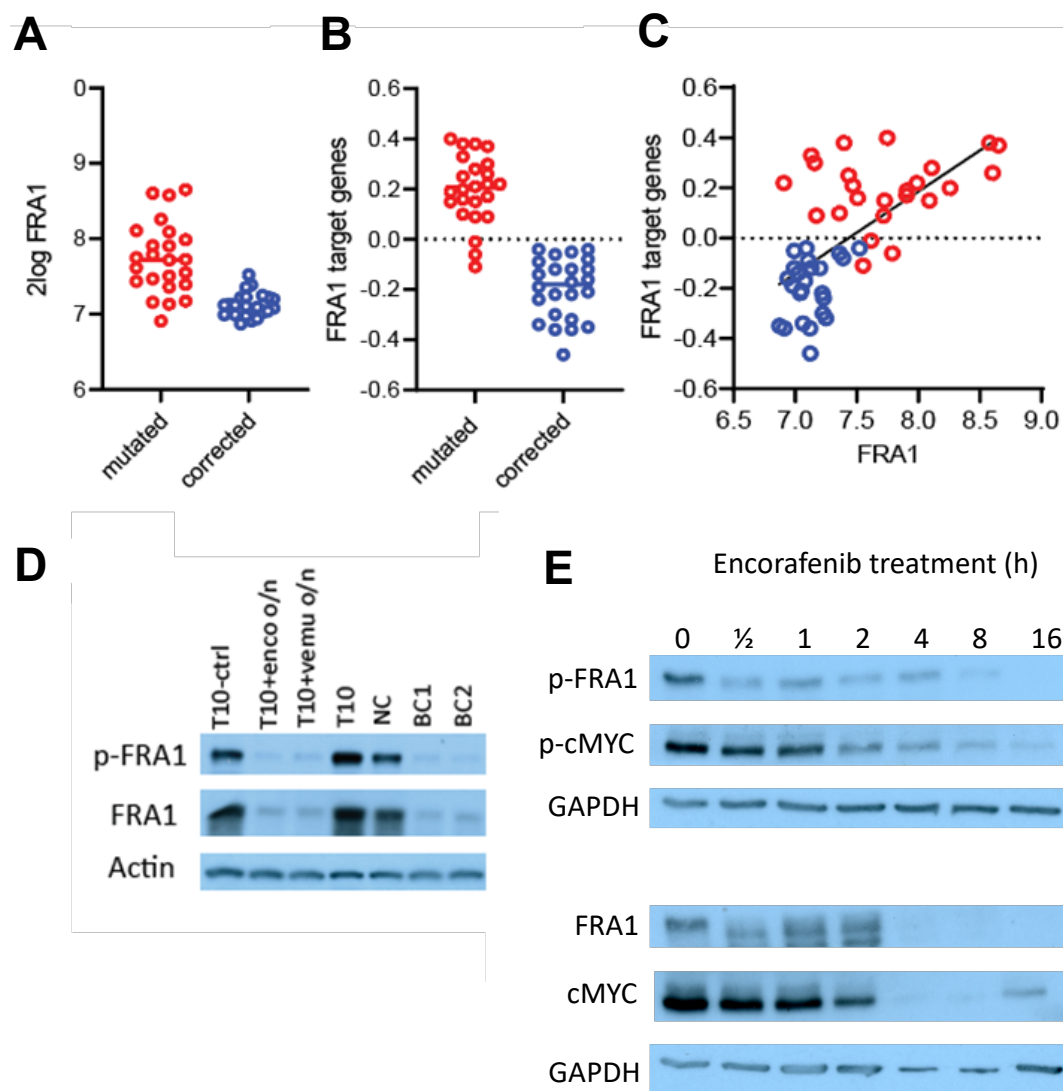 A
2log FRA1
0
9
8
7
6
mutated
corrected
B
FRA1 target genes
0.6
0.4
0.2
0.0
-0.2
-0.4
-0.6
mutated
corrected
C
FRA1 target genes
0.6
0.4
0.2
0.0
-0.2
-0.4
-0.6
6.5 7.0 7.5 8.0 8.5 9.0
FRA1
D
T10-ctrl
T10+enco o/n
T10+vemu o/n
T10
NC
BC1
BC2
p-FRA1
FRA1
Actin
E
Encorafenib treatment (h)
0 ½ 1 2 4 8 16
p-FRA1
p-cMYC
GAPDH
FRA1
cMYC
GAPDH